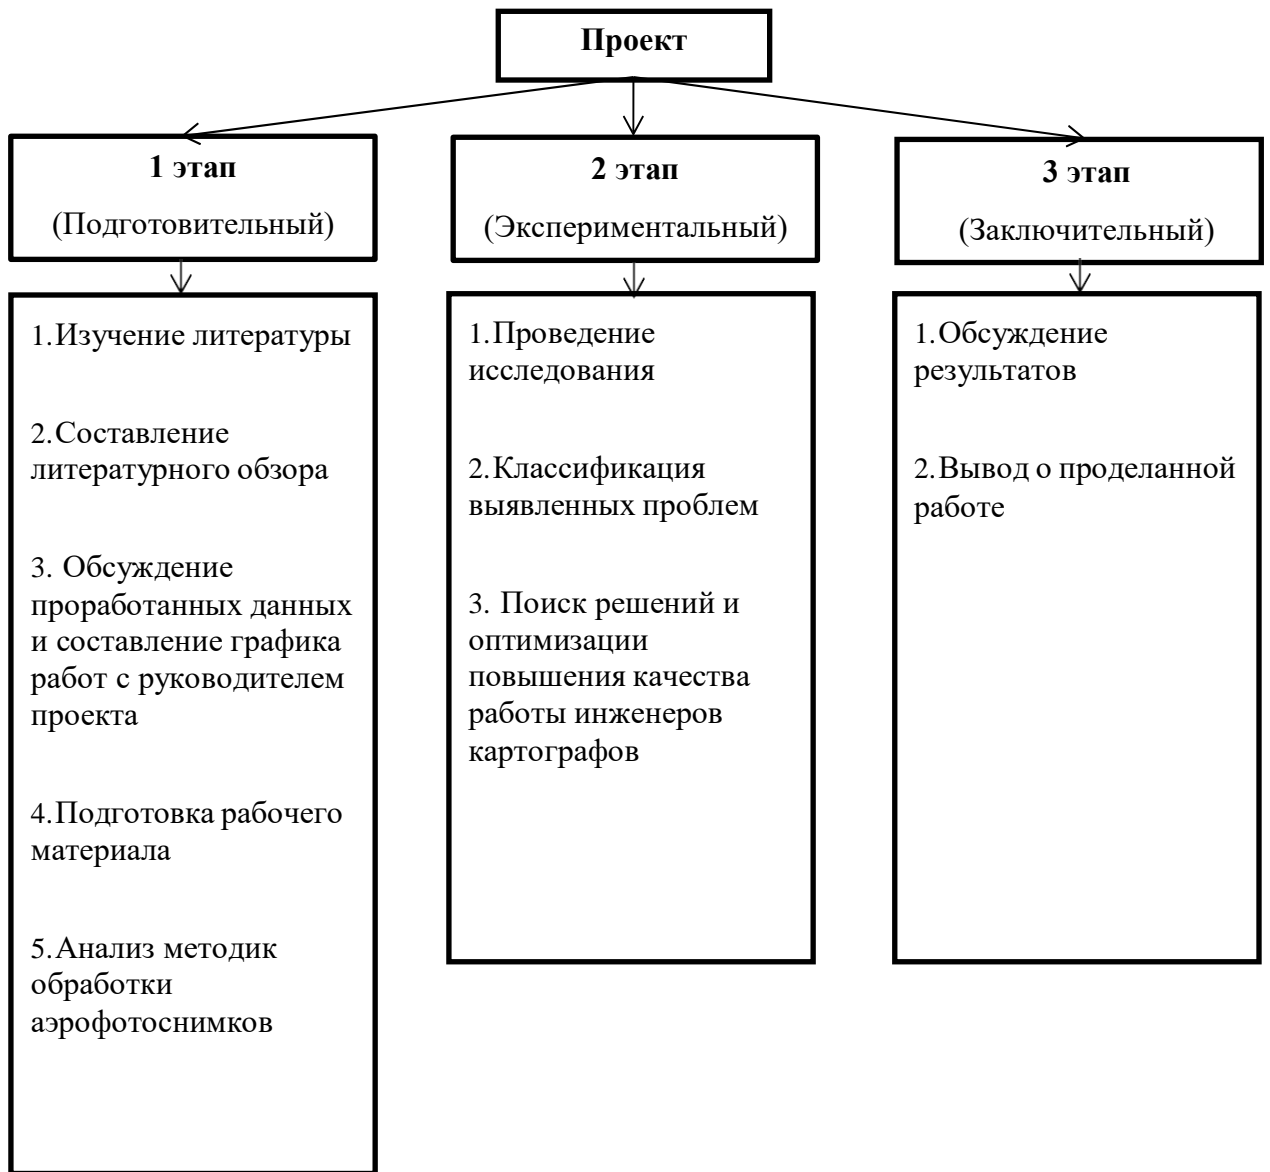 Проект
1 этап
(Подготовительный)
1.Изучение литературы
2.Составление
литературного обзора
3. Обсуждение
проработанных данных
и составление графика
работ с руководителем
проекта
4.Подготовка рабочего
материала
5.Анализ методик
обработки
аэрофотоснимков
2 этап
(Экспериментальный)
1.Проведение
исследования
2.Классификация
выявленных проблем
3. Поиск решений и
оптимизации
повышения качества
работы инженеров
картографов
3 этап
(Заключительный)
1.Обсуждение
результатов
2.Вывод о проделанной
работе